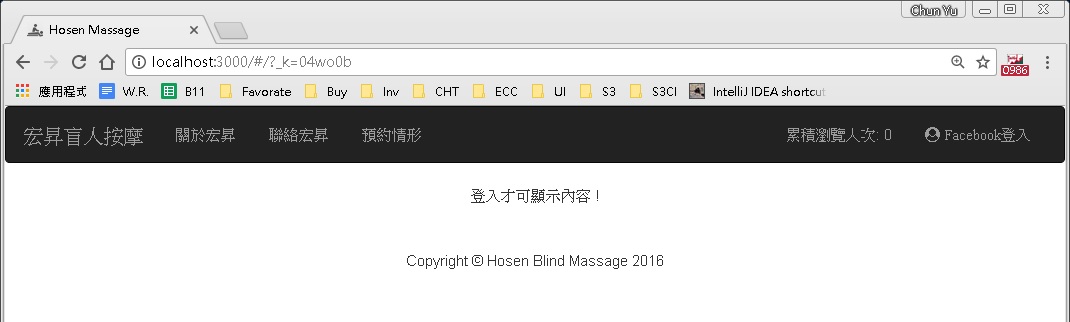 Chun Yu
Hosen Massage
localhost:3000/#/?_k=04wo0b
0986
應用程式 W.R. B11 Favorate Buy Inv CHT ECC UI S3 S3CI IntelliJ IDEA shortcut
宏昇盲人按摩 關於宏昇 聯絡宏昇 預約情形 累積瀏覽人次: 0 Facebook登入
登入才可顯示內容！
Copyright © Hosen Blind Massage 2016